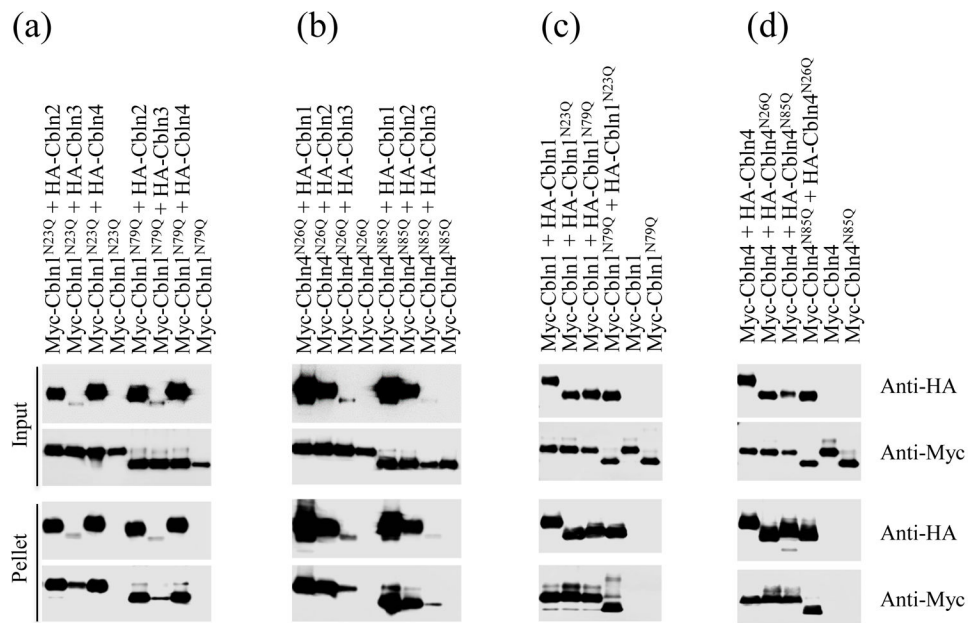 (a)
(b)
(c)
(d)
Myc-Cbln1N23Q + HA-Cbln2
Myc-Cbln1N23Q + HA-Cbln3
Myc-Cbln1N23Q + HA-Cbln4
Myc-Cbln1N23Q
Myc-Cbln1N79Q + HA-Cbln2
Myc-Cbln1N79Q + HA-Cbln3
Myc-Cbln1N79Q + HA-Cbln4
Myc-Cbln1N79Q
Myc-Cbln4N26Q + HA-Cbln1
Myc-Cbln4N26Q + HA-Cbln2
Myc-Cbln4N26Q + HA-Cbln3
Myc-Cbln4N26Q
Myc-Cbln4N85Q + HA-Cbln1
Myc-Cbln4N85Q + HA-Cbln2
Myc-Cbln4N85Q + HA-Cbln3
Myc-Cbln4N85Q
Myc-Cbln1 + HA-Cbln1
Myc-Cbln1 + HA-Cbln1N23Q
Myc-Cbln1 + HA-Cbln1N79Q
Myc-Cbln1N79Q + HA-Cbln1N23Q
Myc-Cbln1
Myc-Cbln1N79Q
Myc-Cbln4 + HA-Cbln4
Myc-Cbln4 + HA-Cbln4N26Q
Myc-Cbln4 + HA-Cbln4N85Q
Myc-Cbln4N85Q + HA-Cbln4N26Q
Myc-Cbln4
Myc-Cbln4N85Q
Input
Anti-HA
Anti-Myc
Pellet
Anti-HA
Anti-Myc